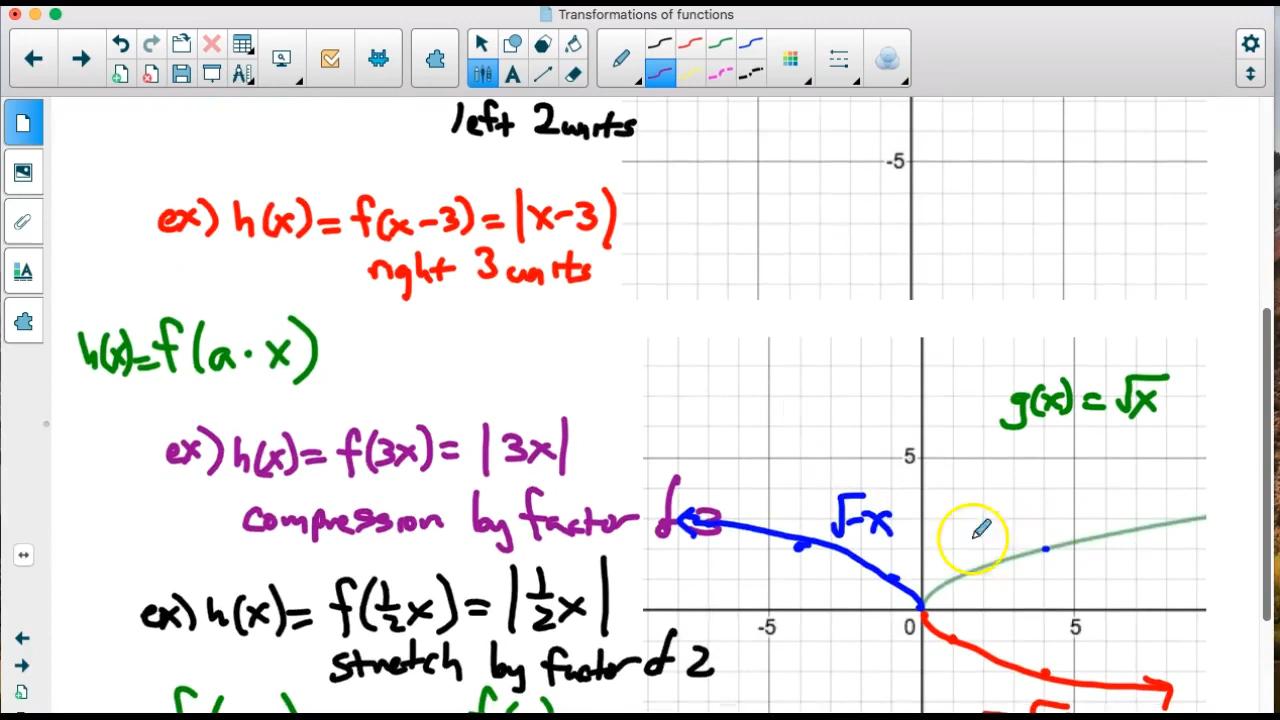 Transformations of functions
left 2 units
-5
ex) h(x) = f(x-3) = |x-3|
right 3 units
h(x)=f(a·x)
g(x) = √x
ex) h(x) = f(3x) = |3x|
5
compression by factor of 3
√-x
ex) h(x) = f(½x) = |½x|
-5 0 5
stretch by factor of 2